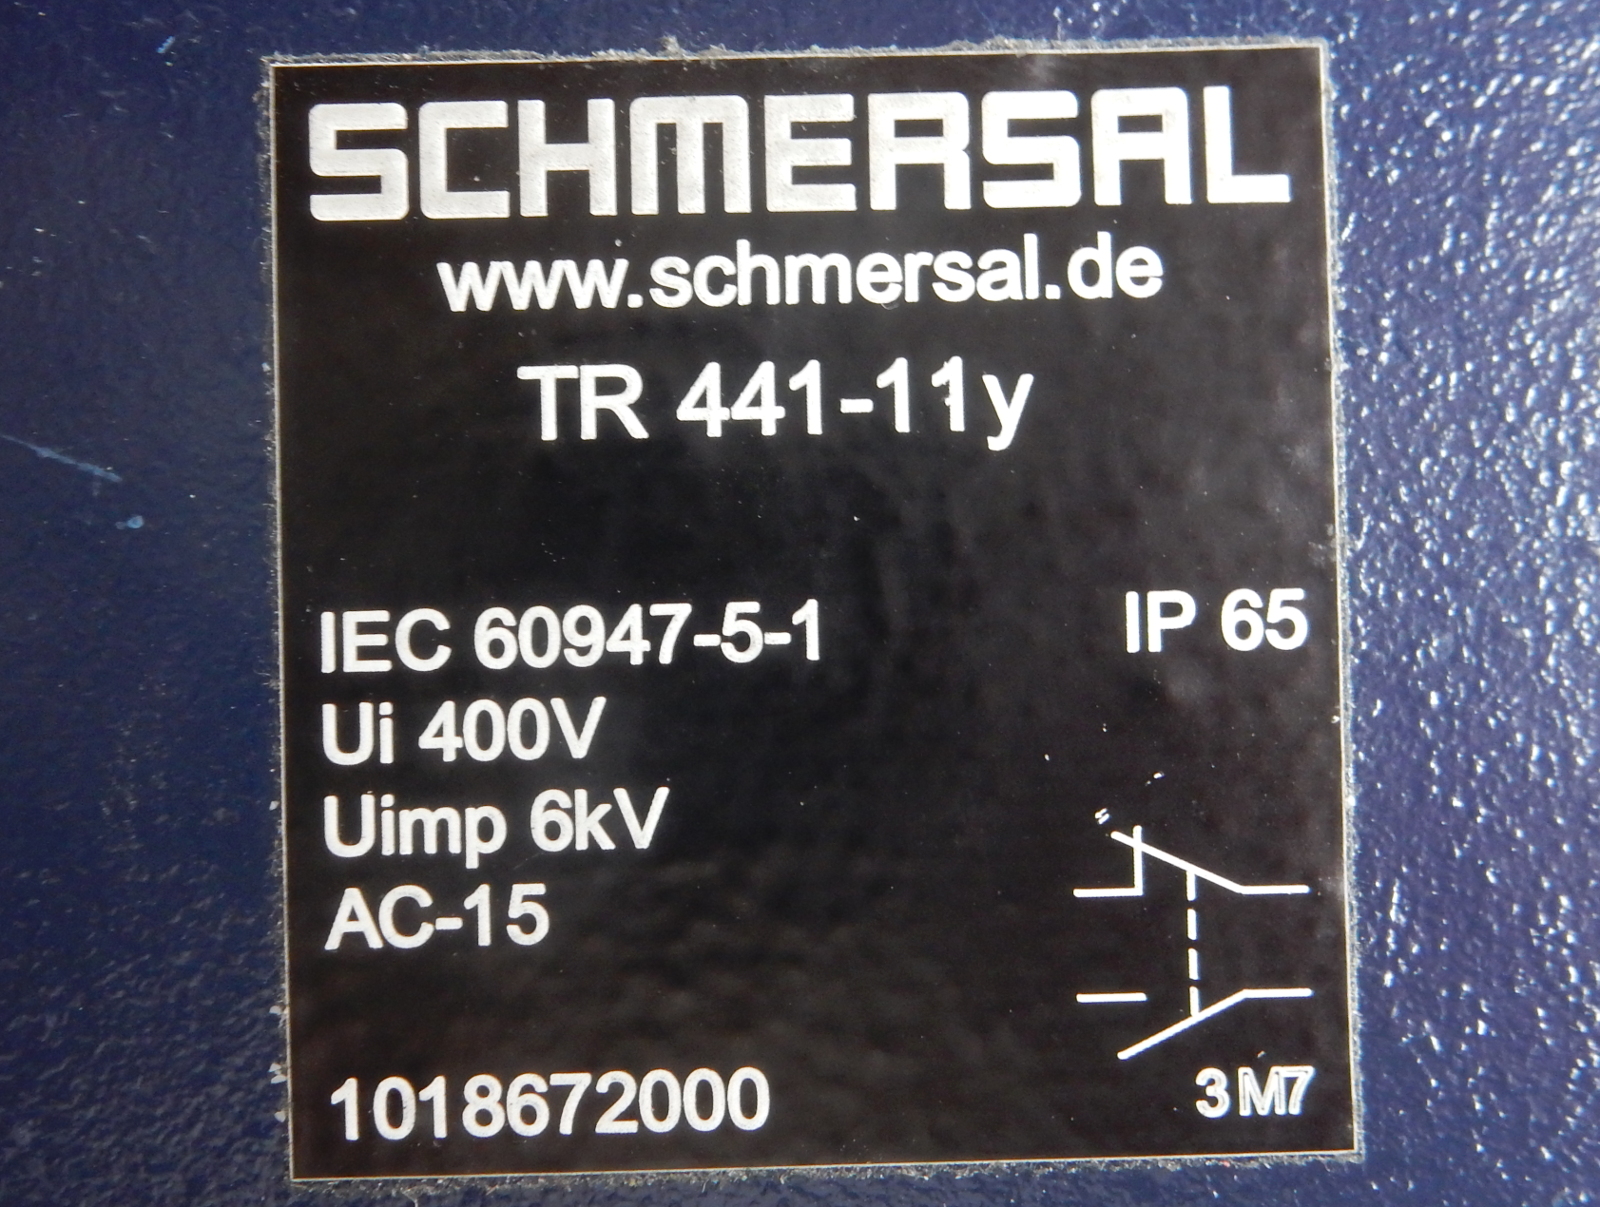 SCHMERSAL
www.schmersal.de
TR 441-11y
IEC 60947-5-1 IP 65
Ui 400V
Uimp 6kV
AC-15
1018672000 3 M7